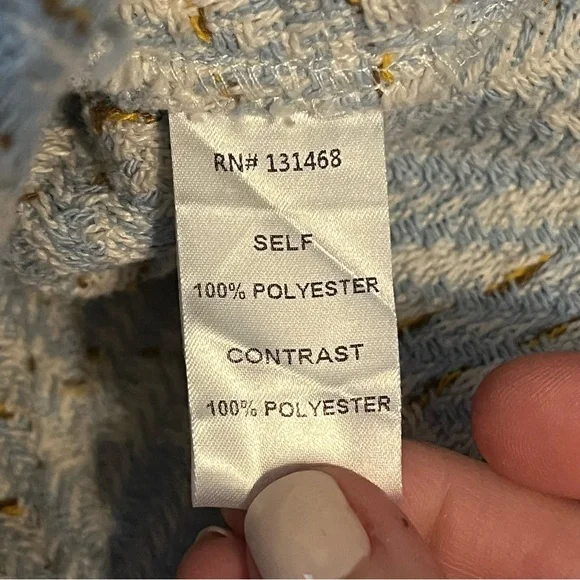 RN# 131468
SELF
100% POLYESTER
CONTRAST
100% POLYESTER